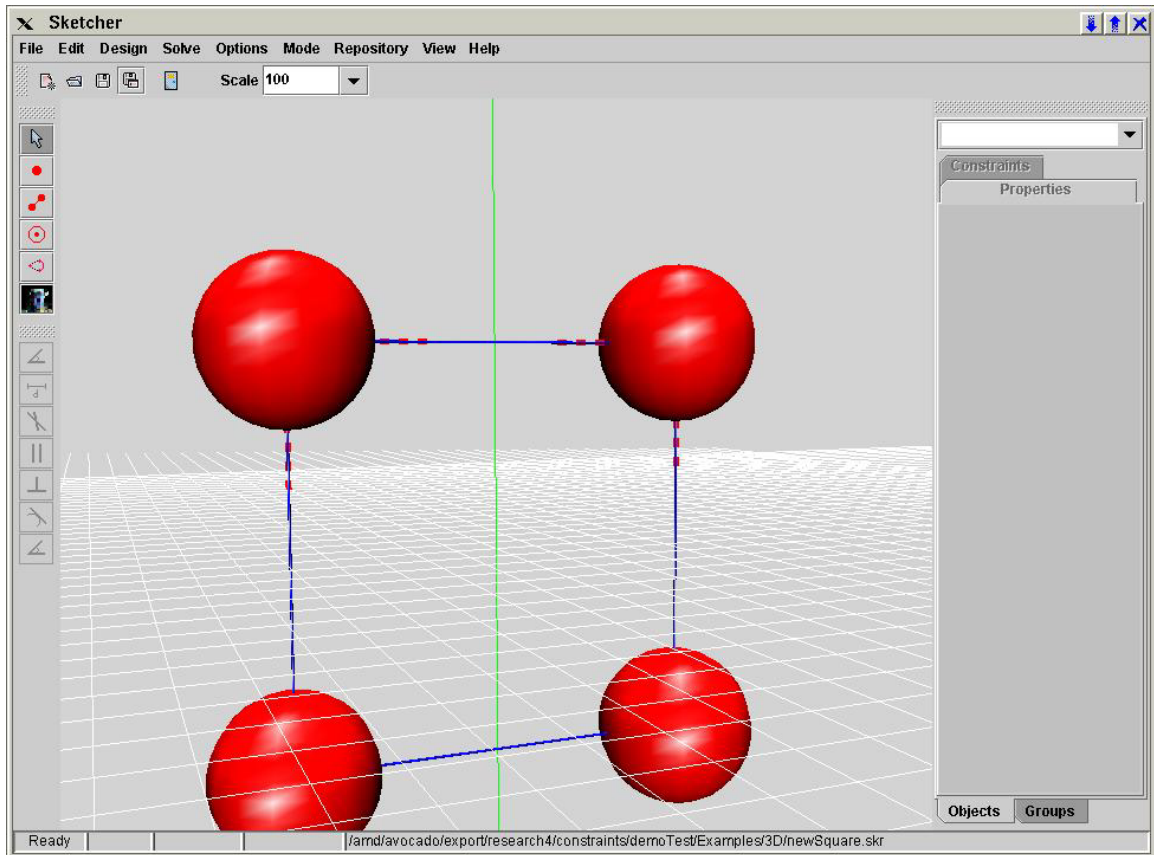 Sketcher
File Edit Design Solve Options Mode Repository View Help
Scale 100
Constraints
Properties
Objects Groups
Ready /amd/avocado/export/research4/constraints/demoTest/Examples/3D/newSquare.skr